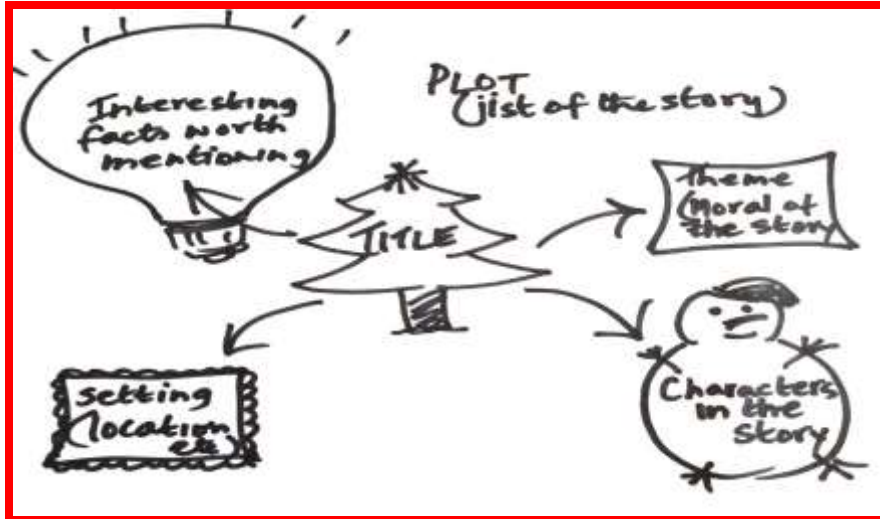 Interesting
facts worth
mentioning
PLOT
(jist of the story)
TITLE
Theme
(Moral of
the story
setting
(location
etc)
Characters
in the
story